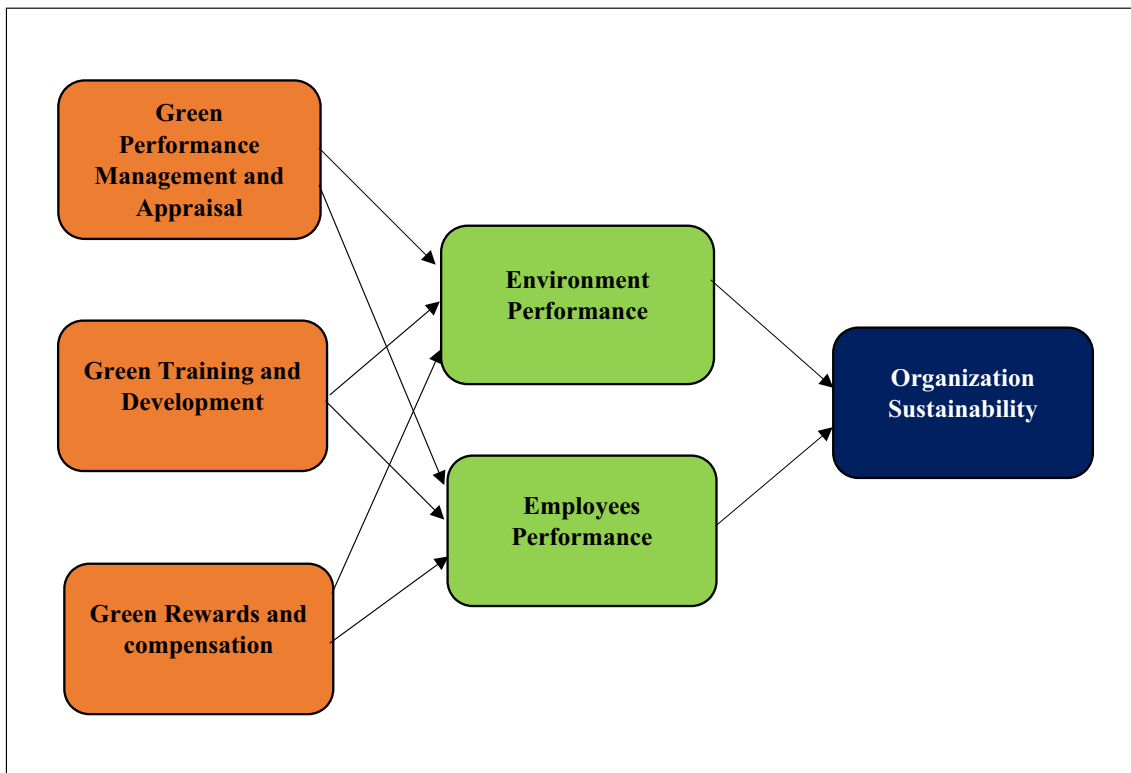 Green
Performance
Management and
Appraisal
Environment
Performance
Green Training and
Development
Organization
Sustainability
Employees
Performance
Green Rewards and
compensation